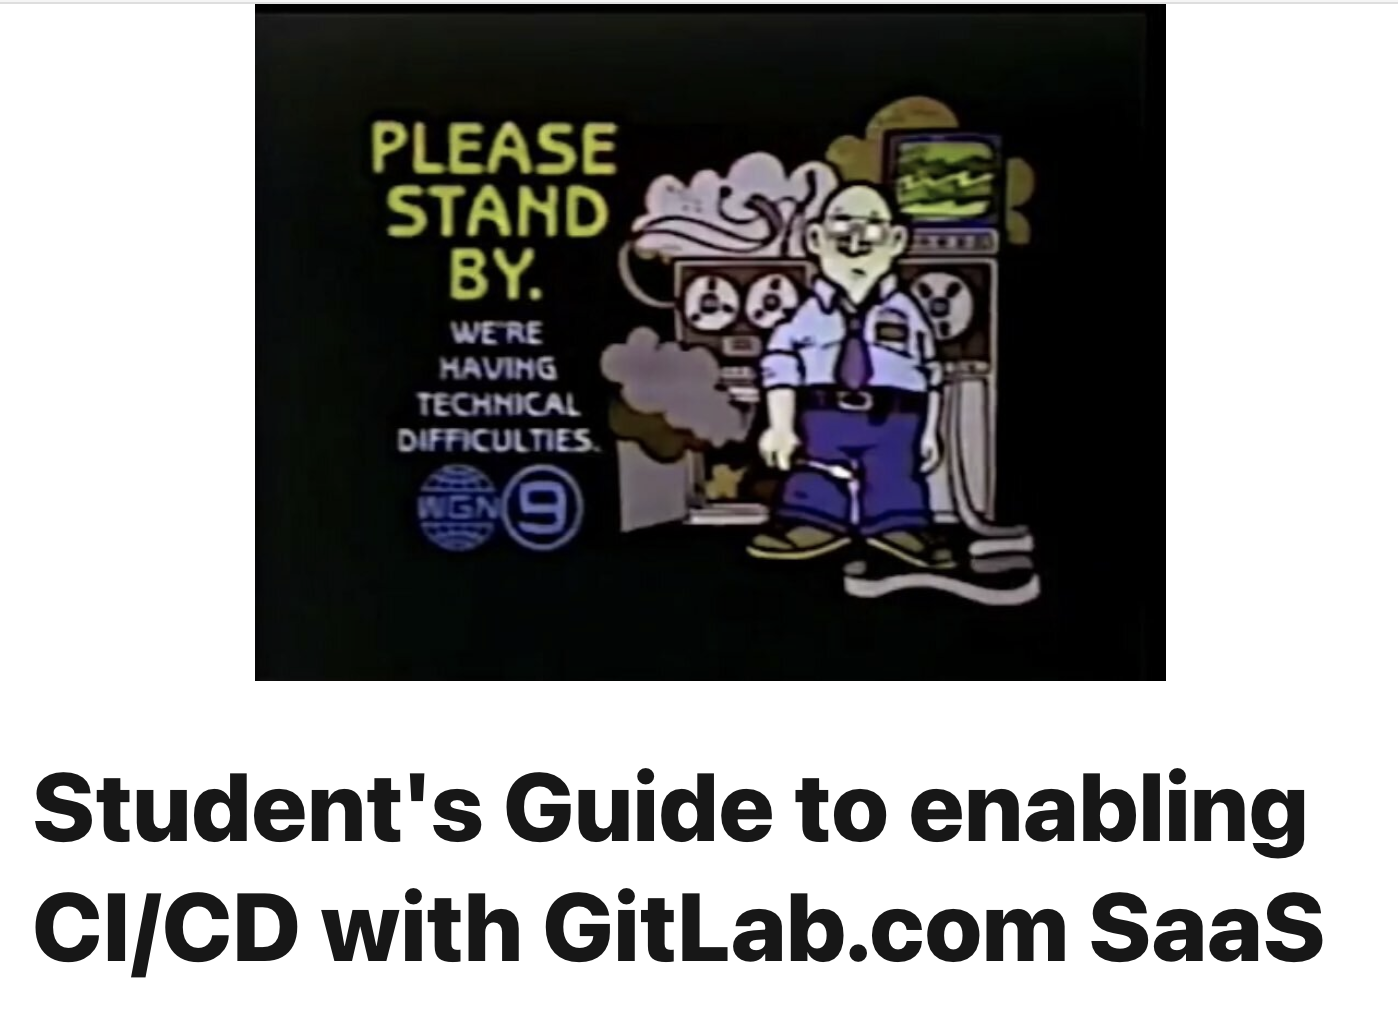 PLEASE
STAND
BY.
WE'RE
HAVING
TECHNICAL
DIFFICULTIES.
WGN 9
Student's Guide to enabling
CI/CD with GitLab.com SaaS